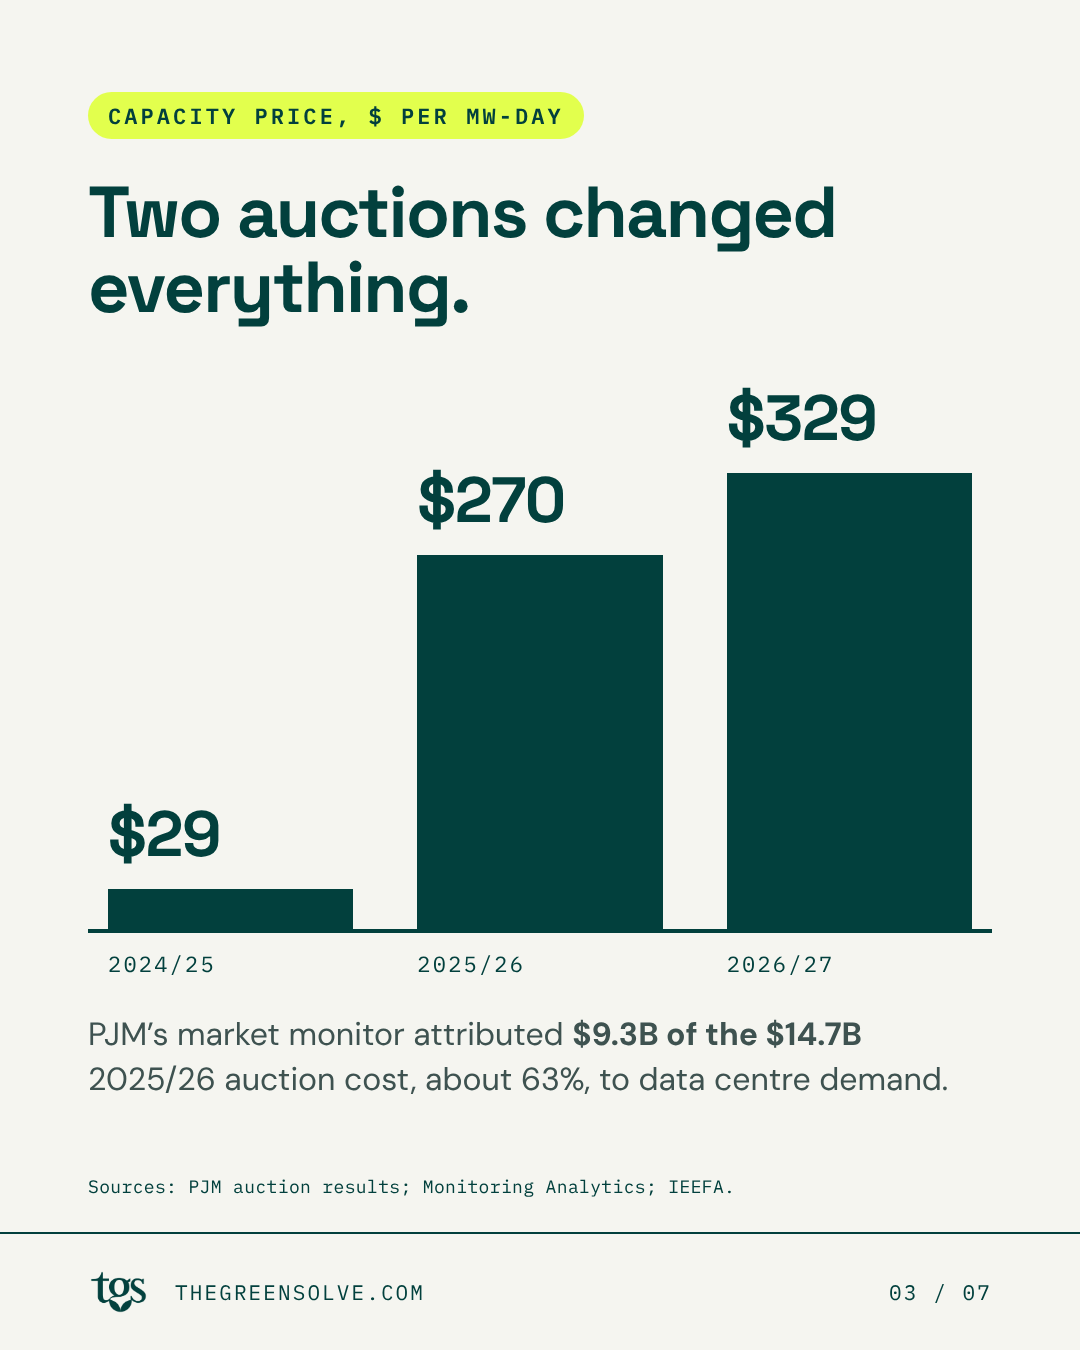 CAPACITY PRICE, $ PER MW-DAY
Two auctions changed
everything.
$29
$270
$329
2024/25
2025/26
2026/27
PJM’s market monitor attributed $9.3B of the $14.7B
2025/26 auction cost, about 63%, to data centre demand.
Sources: PJM auction results; Monitoring Analytics; IEEFA.
tgs
THEGREENSOLVE.COM
03 / 07